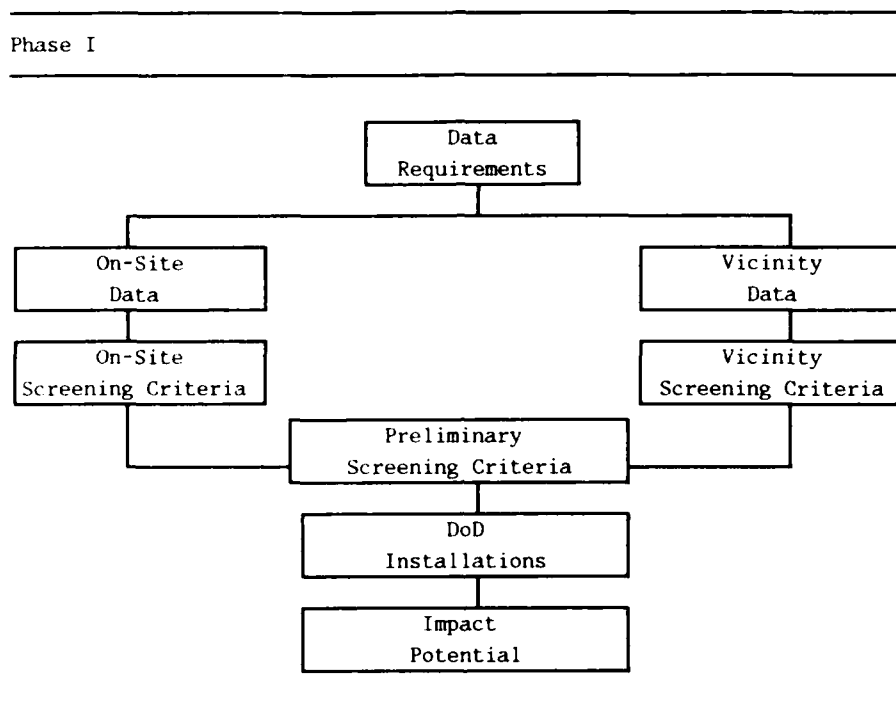 Phase I
Data
Requirements
On-Site
Data
Vicinity
Data
On-Site
Screening Criteria
Vicinity
Screening Criteria
Preliminary
Screening Criteria
DoD
Installations
Impact
Potential